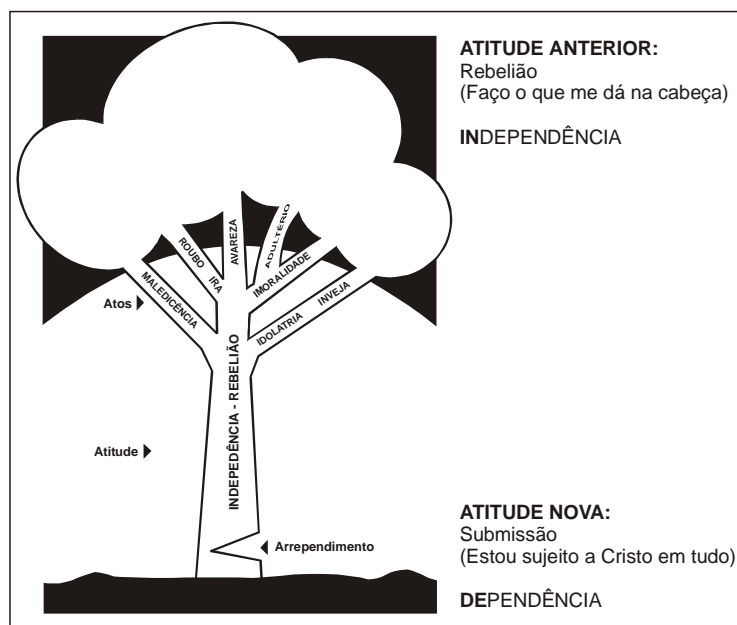 ATITUDE ANTERIOR:
Rebelião
(Faço o que me dá na cabeça)
INDEPENDÊNCIA
MALEDICÊNCIA
ROUBO IRA
AVAREZA
ADULTÉRIO
IMORALIDADE
IDOLATRIA INVEJA
Atos
INDEPEDÊNCIA - REBELIÃO
Atitude
Arrependimento
ATITUDE NOVA:
Submissão
(Estou sujeito a Cristo em tudo)
DEPENDÊNCIA